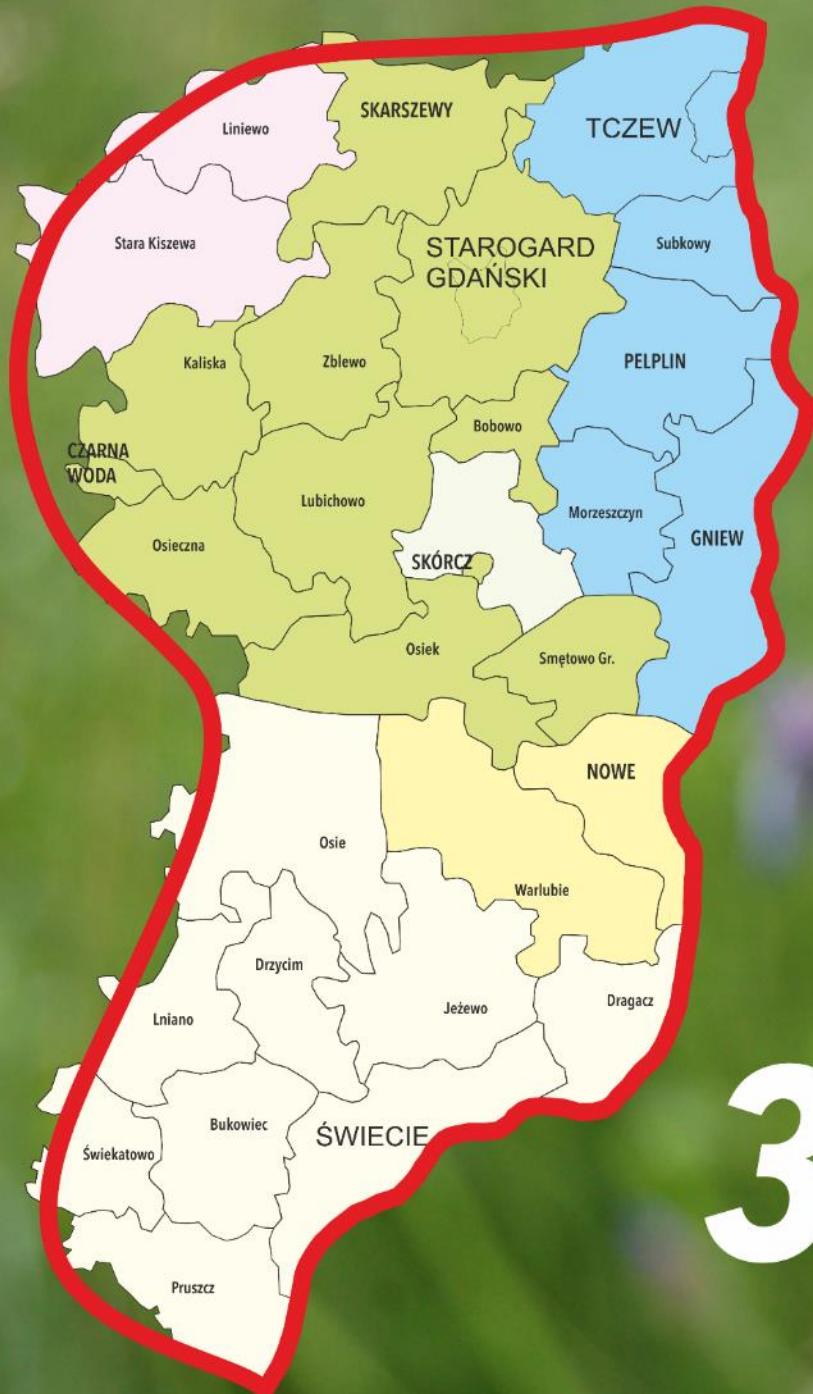 SKARSZEWY
Liniewo
TCZEW
Stara Kiszewa
STAROGARD
GDAŃSKI
Subkowy
Kaliska
Zblewo
PELPLIN
Bobowo
CZARNA
WODA
Lubichowo
Morzeszczyn
Osieczna
GNIEW
SKÓRCZ
Osiek
Smętowo Gr.
NOWE
Osie
Warlubie
Drzycim
Jeżewo
Dragacz
Lniano
Bukowiec
ŚWIECIE
Świekatowo
3
Pruszcz